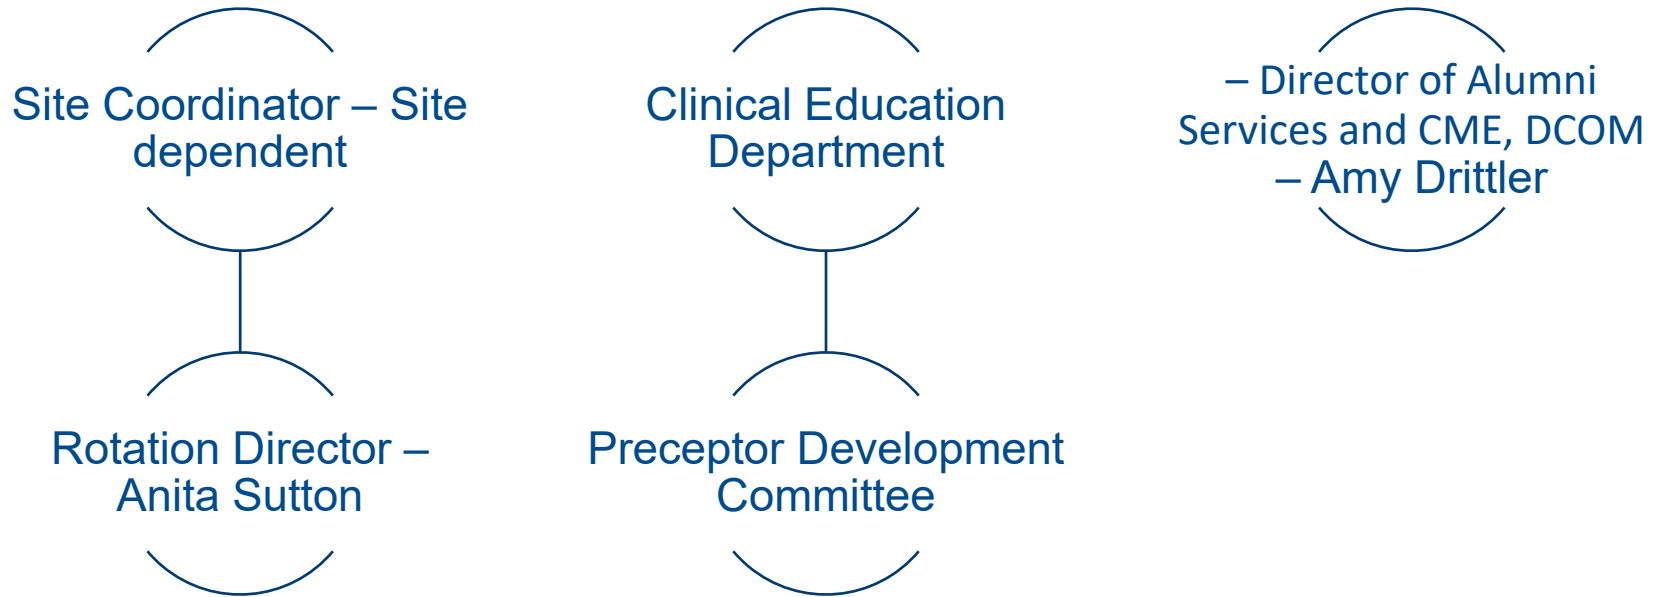 Site Coordinator – Site
dependent
Clinical Education
Department
– Director of Alumni
Services and CME, DCOM
– Amy Drittler
Rotation Director –
Anita Sutton
Preceptor Development
Committee